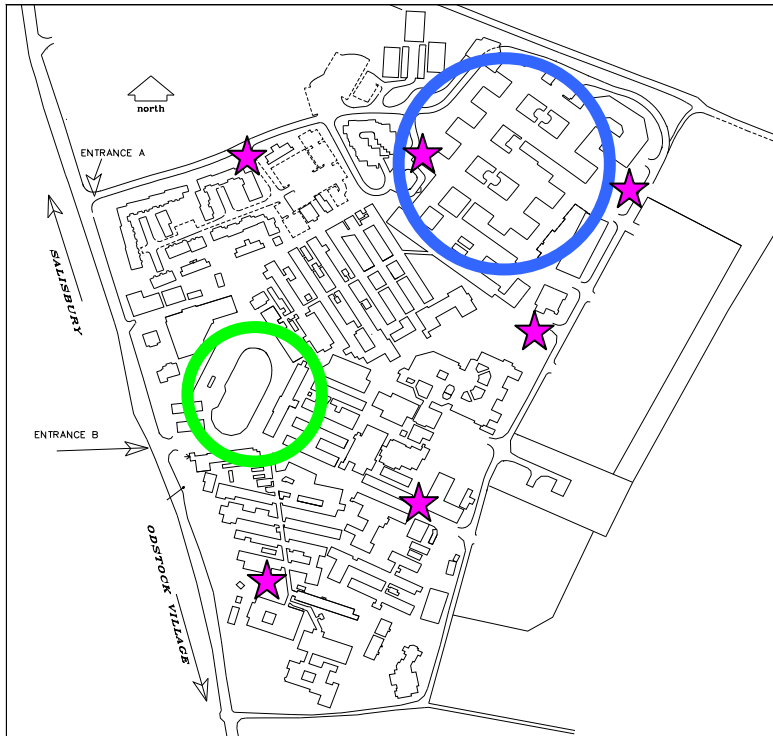 north
ENTRANCE A
SALISBURY
ENTRANCE B
ODSTOCK VILLAGE